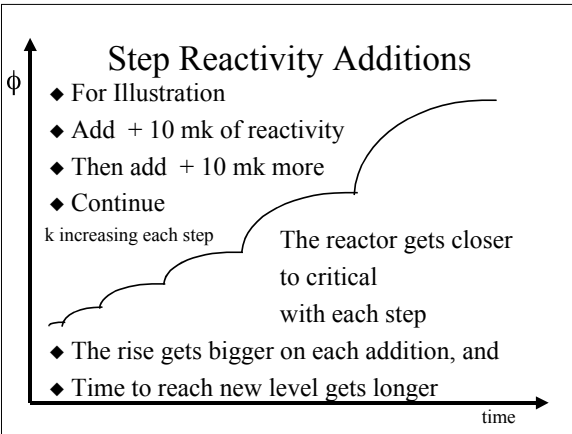 Step Reactivity Additions
ϕ
◆ For Illustration
◆ Add + 10 mk of reactivity
◆ Then add + 10 mk more
◆ Continue
k increasing each step
The reactor gets closer
to critical
with each step
◆ The rise gets bigger on each addition, and
◆ Time to reach new level gets longer
time